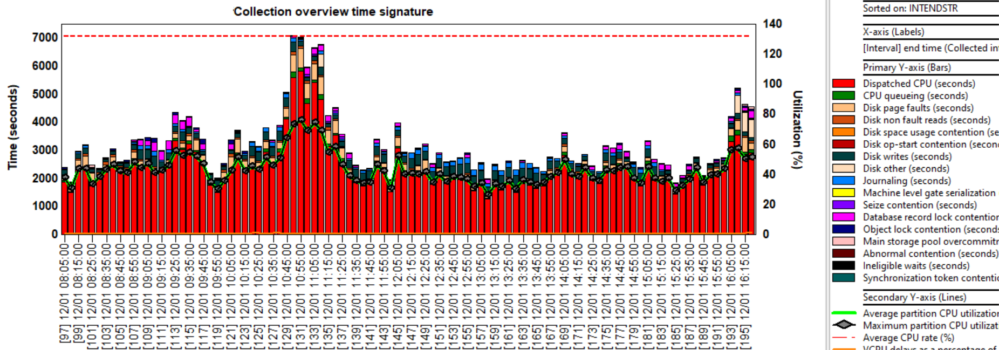 Collection overview time signature
Time (seconds)
7000
6000
5000
4000
3000
2000
1000
0
140
120
100
80
60
40
20
0
Utilization (%)
[97] 12/01 08:05:00
[99] 12/01 08:15:00
[101] 12/01 08:25:00
[103] 12/01 08:35:00
[105] 12/01 08:45:00
[107] 12/01 08:55:00
[109] 12/01 09:05:00
[111] 12/01 09:15:00
[113] 12/01 09:25:00
[115] 12/01 09:35:00
[117] 12/01 09:45:00
[119] 12/01 09:55:00
[121] 12/01 10:05:00
[123] 12/01 10:15:00
[125] 12/01 10:25:00
[127] 12/01 10:35:00
[129] 12/01 10:45:00
[131] 12/01 10:55:00
[133] 12/01 11:05:00
[135] 12/01 11:15:00
[137] 12/01 11:25:00
[139] 12/01 11:35:00
[141] 12/01 11:45:00
[143] 12/01 11:55:00
[145] 12/01 12:05:00
[147] 12/01 12:15:00
[149] 12/01 12:25:00
[151] 12/01 12:35:00
[153] 12/01 12:45:00
[155] 12/01 12:55:00
[157] 12/01 13:05:00
[159] 12/01 13:15:00
[161] 12/01 13:25:00
[163] 12/01 13:35:00
[165] 12/01 13:45:00
[167] 12/01 13:55:00
[169] 12/01 14:05:00
[171] 12/01 14:15:00
[173] 12/01 14:25:00
[175] 12/01 14:35:00
[177] 12/01 14:45:00
[179] 12/01 14:55:00
[181] 12/01 15:05:00
[183] 12/01 15:15:00
[185] 12/01 15:25:00
[187] 12/01 15:35:00
[189] 12/01 15:45:00
[191] 12/01 15:55:00
[193] 12/01 16:05:00
[195] 12/01 16:15:00
Sorted on: INTENDSTR
X-axis (Labels)
[Interval] end time (Collected in
Primary Y-axis (Bars)
Dispatched CPU (seconds)
CPU queueing (seconds)
Disk page faults (seconds)
Disk non fault reads (seconds)
Disk space usage contention (se
Disk op-start contention (secon
Disk writes (seconds)
Disk other (seconds)
Journaling (seconds)
Machine level gate serialization
Seize contention (seconds)
Database record lock contention
Object lock contention (seconds
Main storage pool overcommitm
Abnormal contention (seconds)
Ineligible waits (seconds)
Synchronization token contentio
Secondary Y-axis (Lines)
Average partition CPU utilization
Maximum partition CPU utilizat
Average CPU rate (%)
VCPU delays as a percentage of